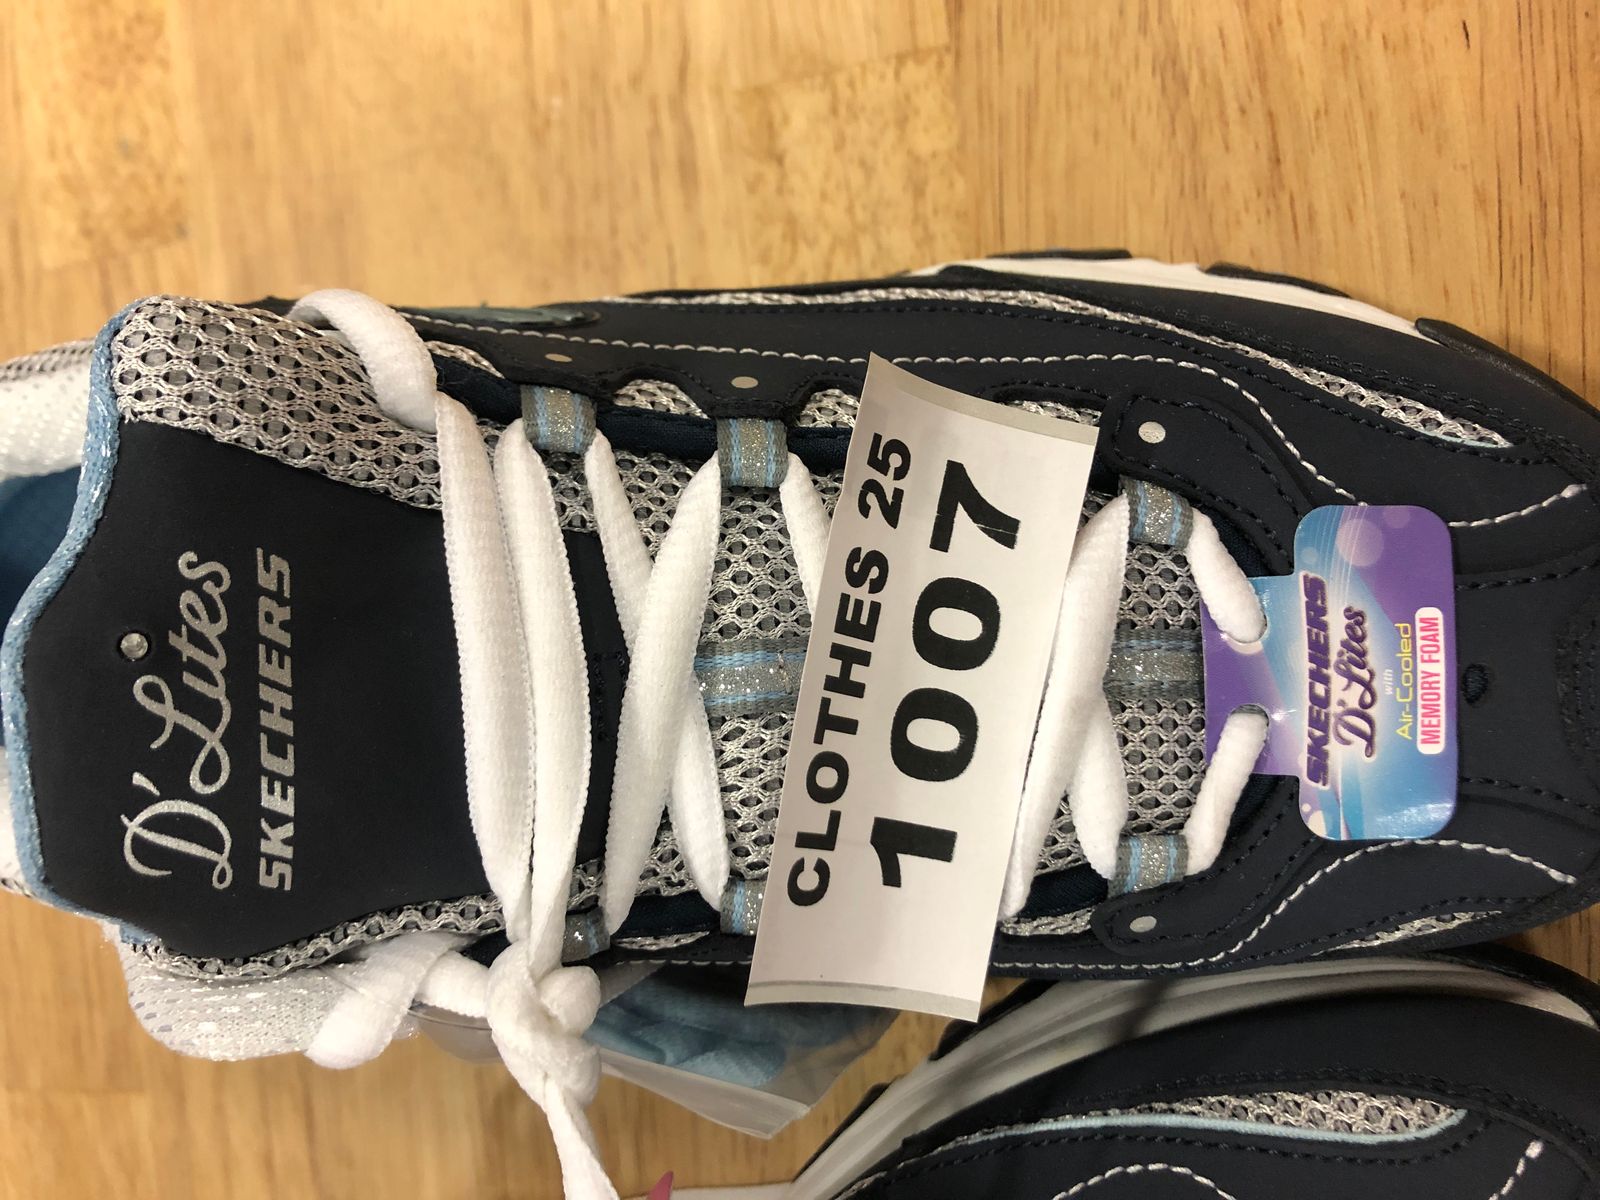 D'Lites
SKECHERS
CLOTHES 25
1007
SKECHERS
D'Lites
with
Air-Cooled
MEMORY FOAM